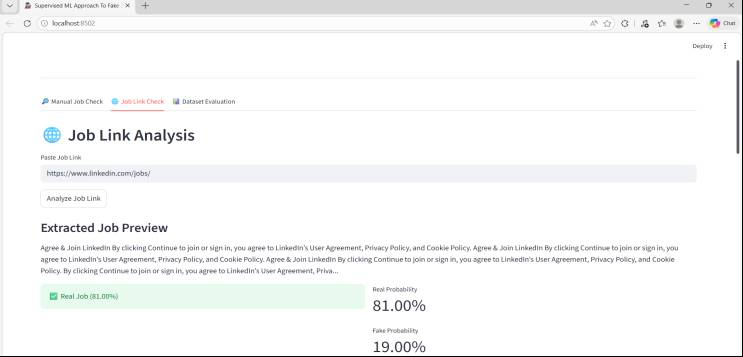 Supervised ML Approach To Fake
localhost:8502
Chat
Deploy
Manual Job Check Job Link Check Dataset Evaluation
Job Link Analysis
Paste Job Link
https://www.linkedin.com/jobs/
Analyze Job Link
Extracted Job Preview
Agree & Join LinkedIn By clicking Continue to join or sign in, you agree to LinkedIn's User Agreement, Privacy Policy, and Cookie Policy. Agree & Join LinkedIn By clicking Continue to join or sign in, you
agree to LinkedIn's User Agreement, Privacy Policy, and Cookie Policy. Agree & Join LinkedIn By clicking Continue to join or sign in, you agree to LinkedIn's User Agreement, Privacy Policy, and Cookie
Policy. By clicking Continue to join or sign in, you agree to LinkedIn's User Agreement, Priva...
Real Job (81.00%)
Real Probability
81.00%
Fake Probability
19.00%